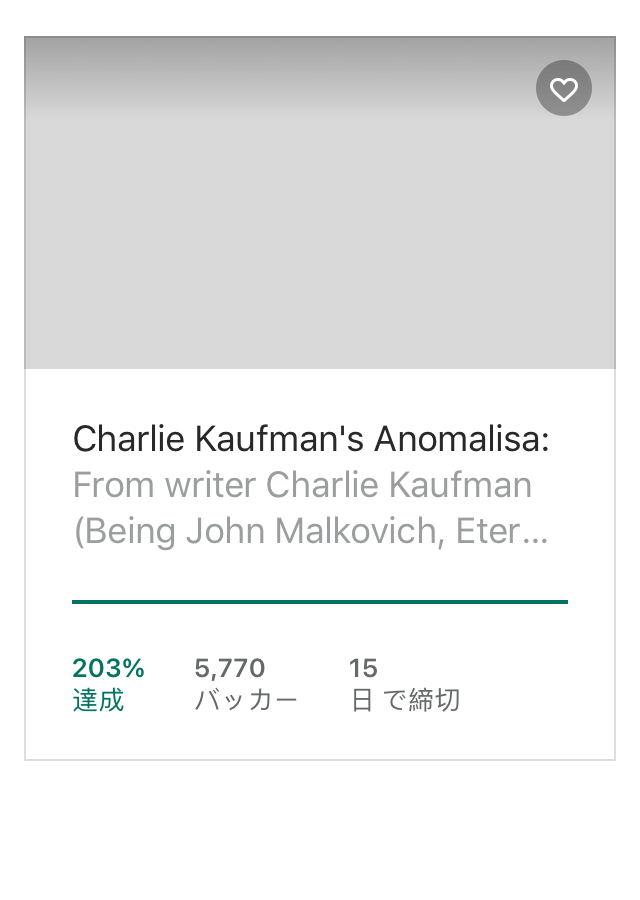 Charlie Kaufman's Anomalisa:
From writer Charlie Kaufman
(Being John Malkovich, Eter...
203%
達成
5,770
バッカー
15
日 で締切